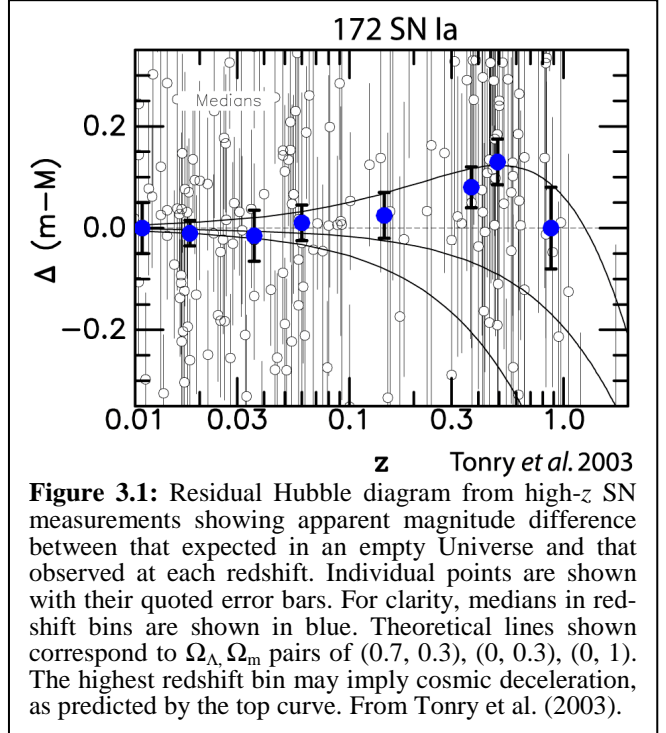 172 SN Ia
Medians
Δ (m−M)
0.2
0.0
−0.2
0.01 0.03 0.1 0.3 1.0
z Tonry et al. 2003
Figure 3.1: Residual Hubble diagram from high-z SN
measurements showing apparent magnitude difference
between that expected in an empty Universe and that
observed at each redshift. Individual points are shown
with their quoted error bars. For clarity, medians in red-
shift bins are shown in blue. Theoretical lines shown
correspond to ΩΛ, Ωm pairs of (0.7, 0.3), (0, 0.3), (0, 1).
The highest redshift bin may imply cosmic deceleration,
as predicted by the top curve. From Tonry et al. (2003).